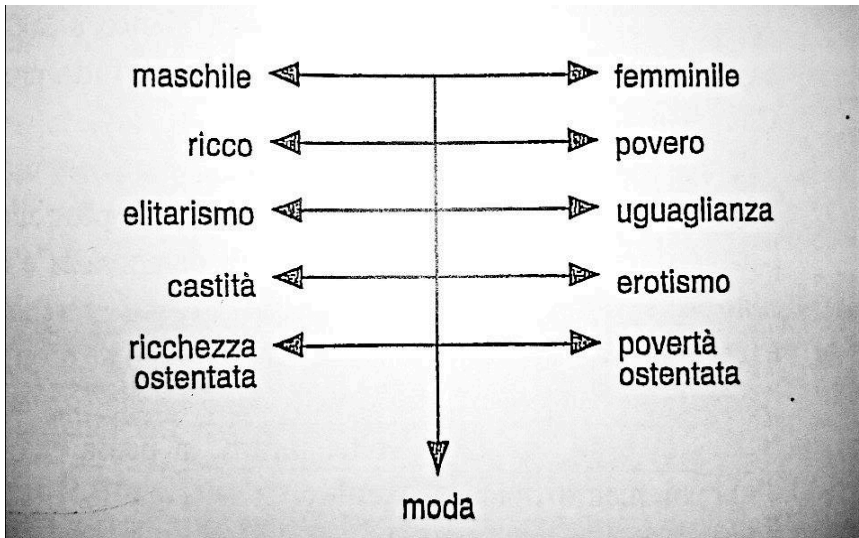 maschile femminile
ricco povero
elitarismo uguaglianza
castità erotismo
ricchezza povertà
ostentata ostentata
moda